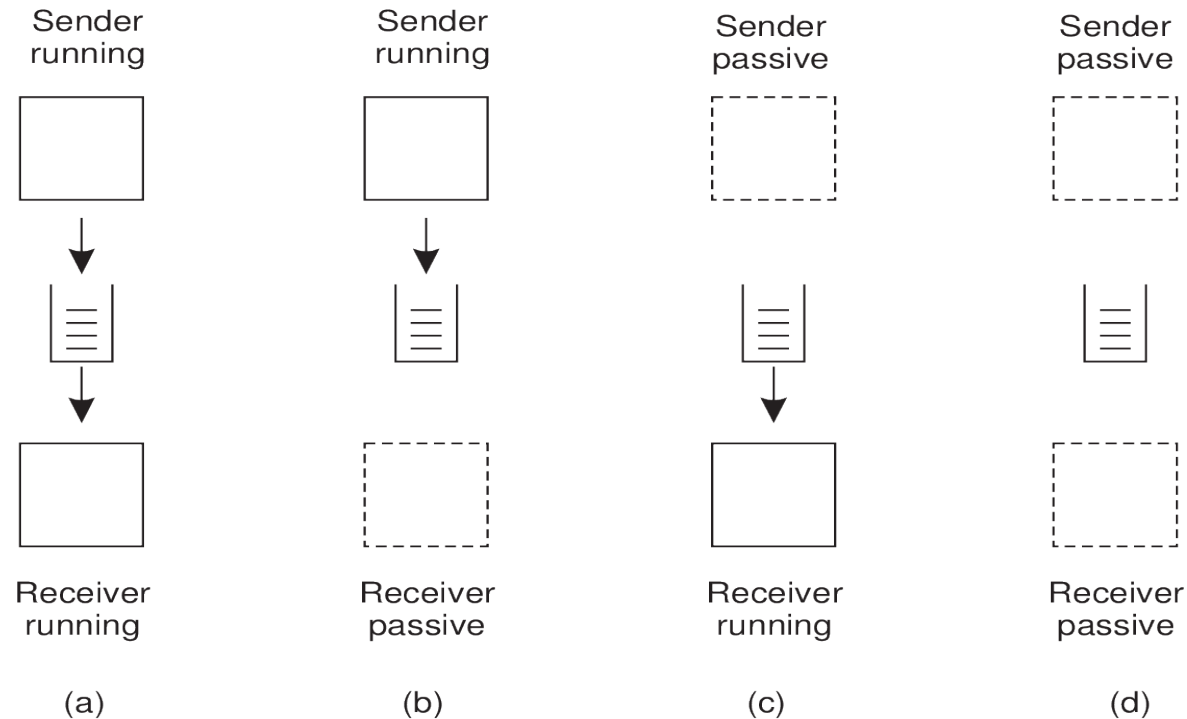 Sender
running
Sender
running
Sender
passive
Sender
passive
Receiver
running
Receiver
passive
Receiver
running
Receiver
passive
(a)
(b)
(c)
(d)